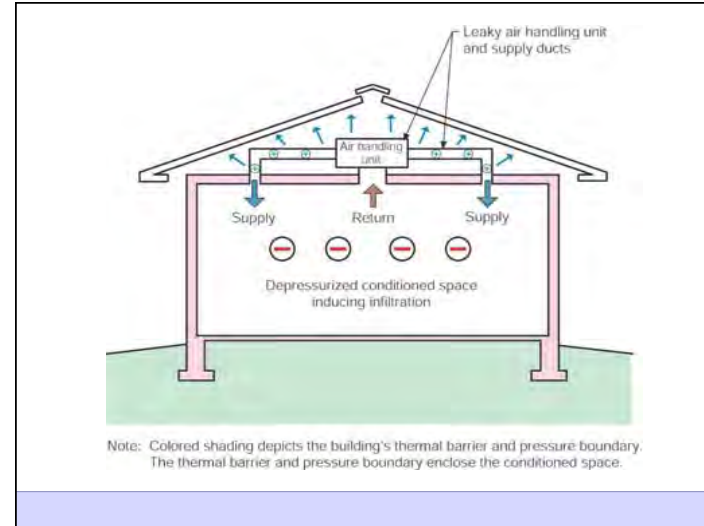 Leaky air handling unit
and supply ducts
Air handling
unit
Supply
Return
Supply
Depressurized conditioned space
inducing infiltration
Note: Colored shading depicts the building's thermal barrier and pressure boundary.
The thermal barrier and pressure boundary enclose the conditioned space.